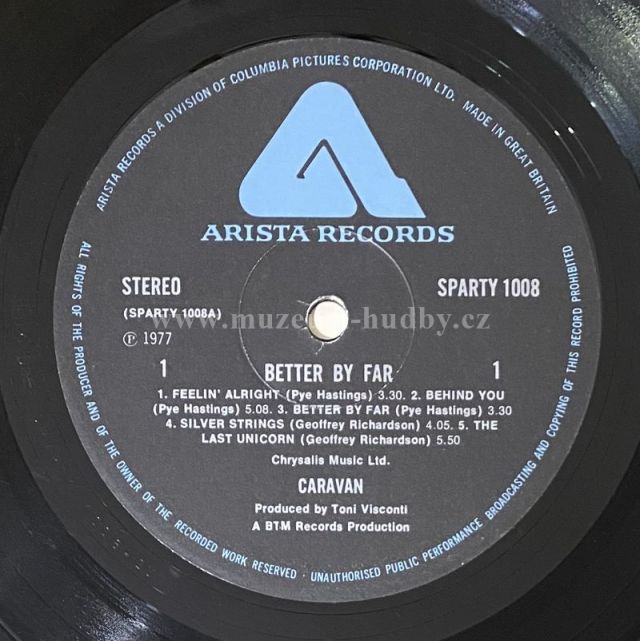 ARISTA RECORDS A DIVISION OF COLUMBIA PICTURES CORPORATION LTD. MADE IN GREAT BRITAIN
ARISTA RECORDS
STEREO
SPARTY 1008
(SPARTY 1008A)
www.muzeum-hudby.cz
℗ 1977
1
BETTER BY FAR
1
1. FEELIN' ALRIGHT (Pye Hastings) 3.30. 2. BEHIND YOU
(Pye Hastings) 5.08. 3. BETTER BY FAR (Pye Hastings) 3.30
4. SILVER STRINGS (Geoffrey Richardson) 4.05. 5. THE
LAST UNICORN (Geoffrey Richardson) 5.50
Chrysalis Music Ltd.
CARAVAN
Produced by Toni Visconti
A BTM Records Production
ALL RIGHTS OF THE PRODUCER AND OF THE OWNER OF THE RECORDED WORK RESERVED · UNAUTHORISED PUBLIC PERFORMANCE BROADCASTING AND COPYING OF THIS RECORD PROHIBITED